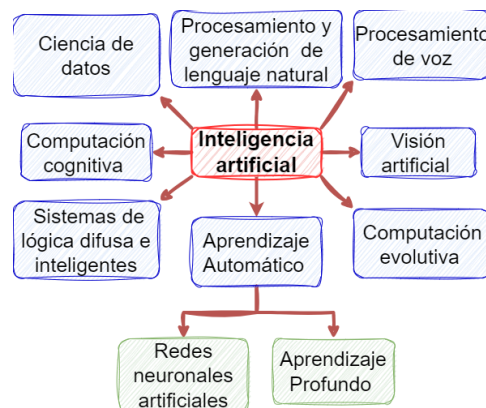 Ciencia de
datos
Procesamiento y
generación de
lenguaje natural
Procesamiento
de voz
Computación
cognitiva
Inteligencia
artificial
Visión
artificial
Sistemas de
lógica difusa e
inteligentes
Aprendizaje
Automático
Computación
evolutiva
Redes
neuronales
artificiales
Aprendizaje
Profundo